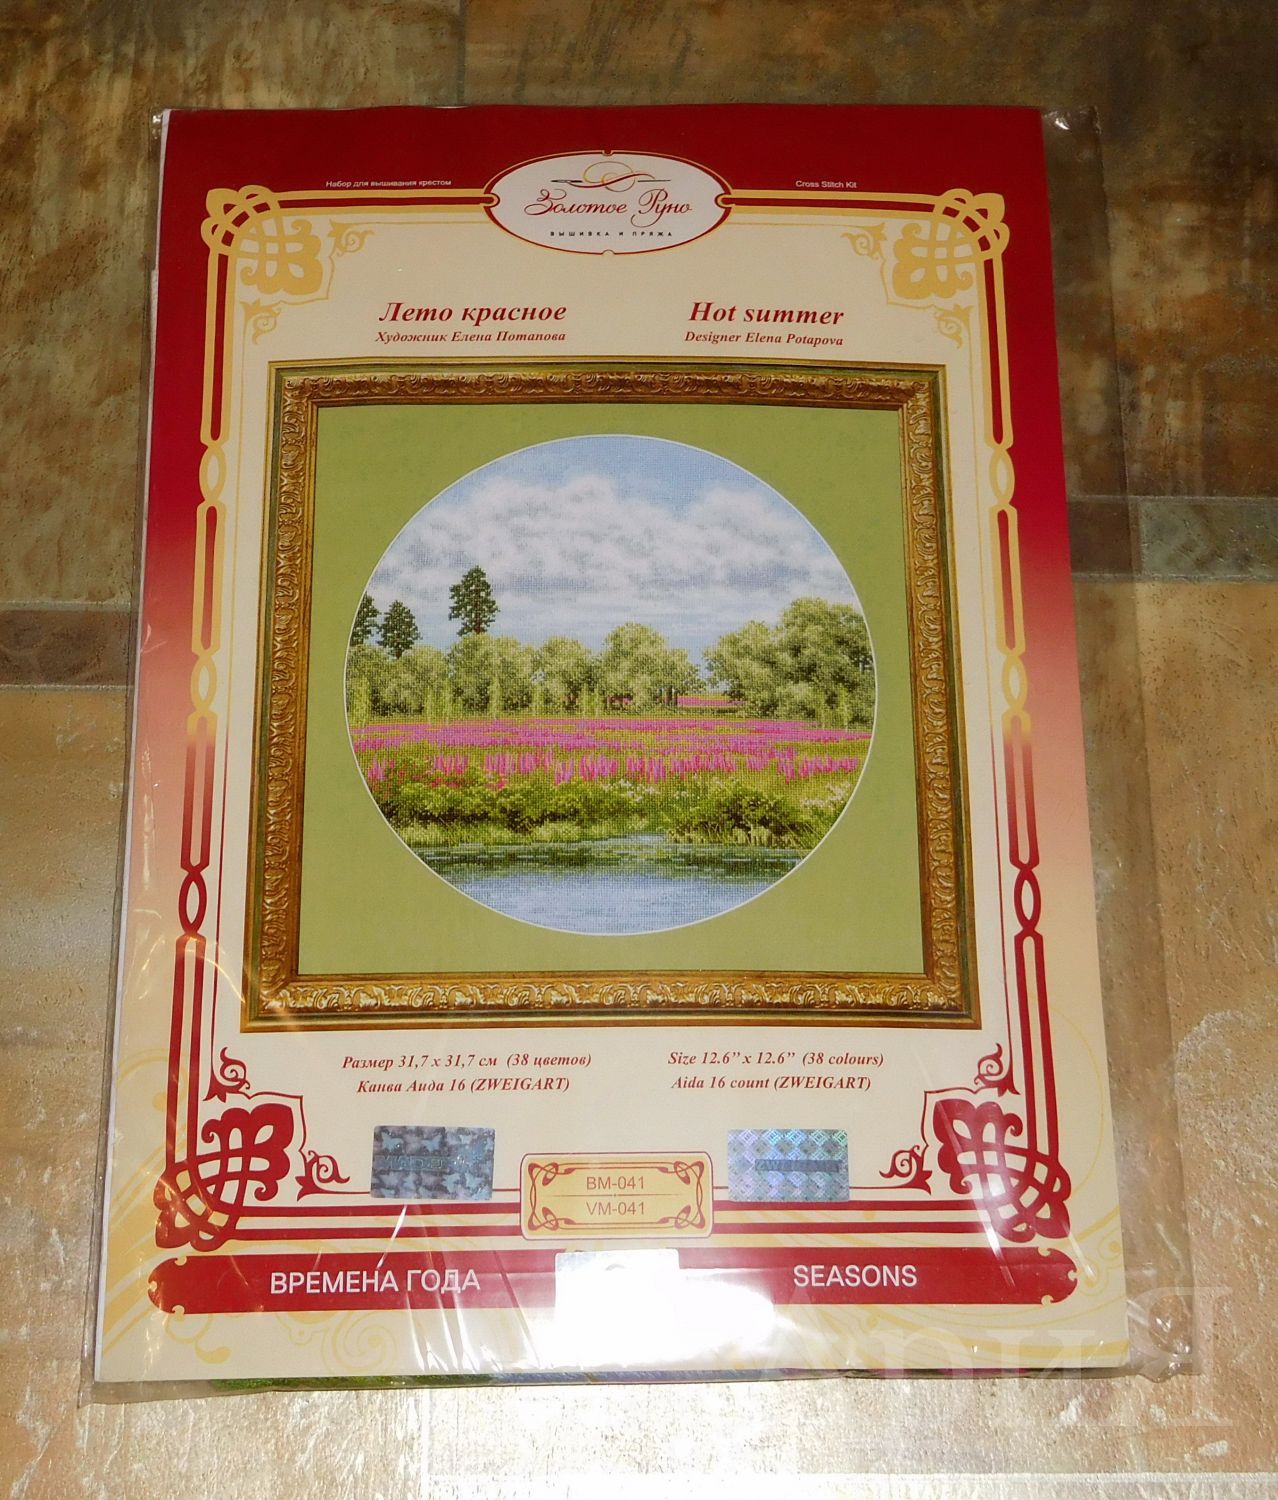 Набор для вышивания крестом
Cross Stitch Kit
Золотое Руно
ВЫШИВКА И ПРЯЖА
Лето красное
Художник Елена Потапова
Hot summer
Designer Elena Potapova
Размер 31,7 х 31,7 см (38 цветов)
Канва Аида 16 (ZWEIGART)
Size 12.6” x 12.6” (38 colours)
Aida 16 count (ZWEIGART)
ZWEIGART
ВМ-041
VM-041
ВРЕМЕНА ГОДА
SEASONS